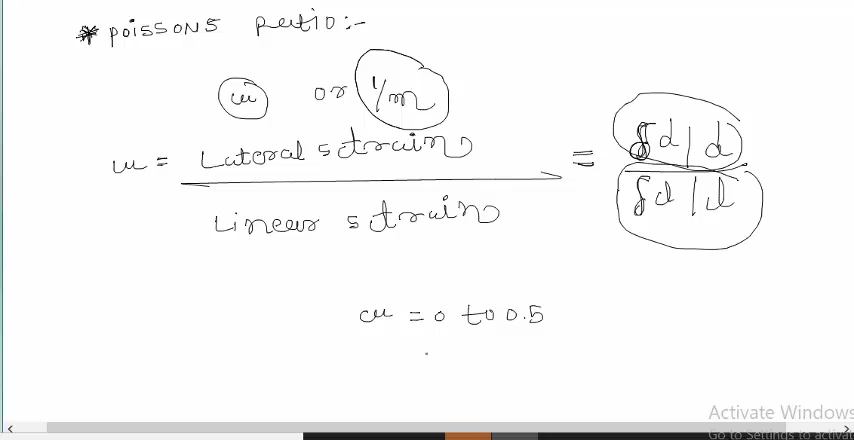 * POISSONS Ratio:-
μ or 1/m
μ = Lateral strain / Linear strain = δd/d / δl/l
μ = 0 to 0.5
Activate Windows
Go to Settings to activa